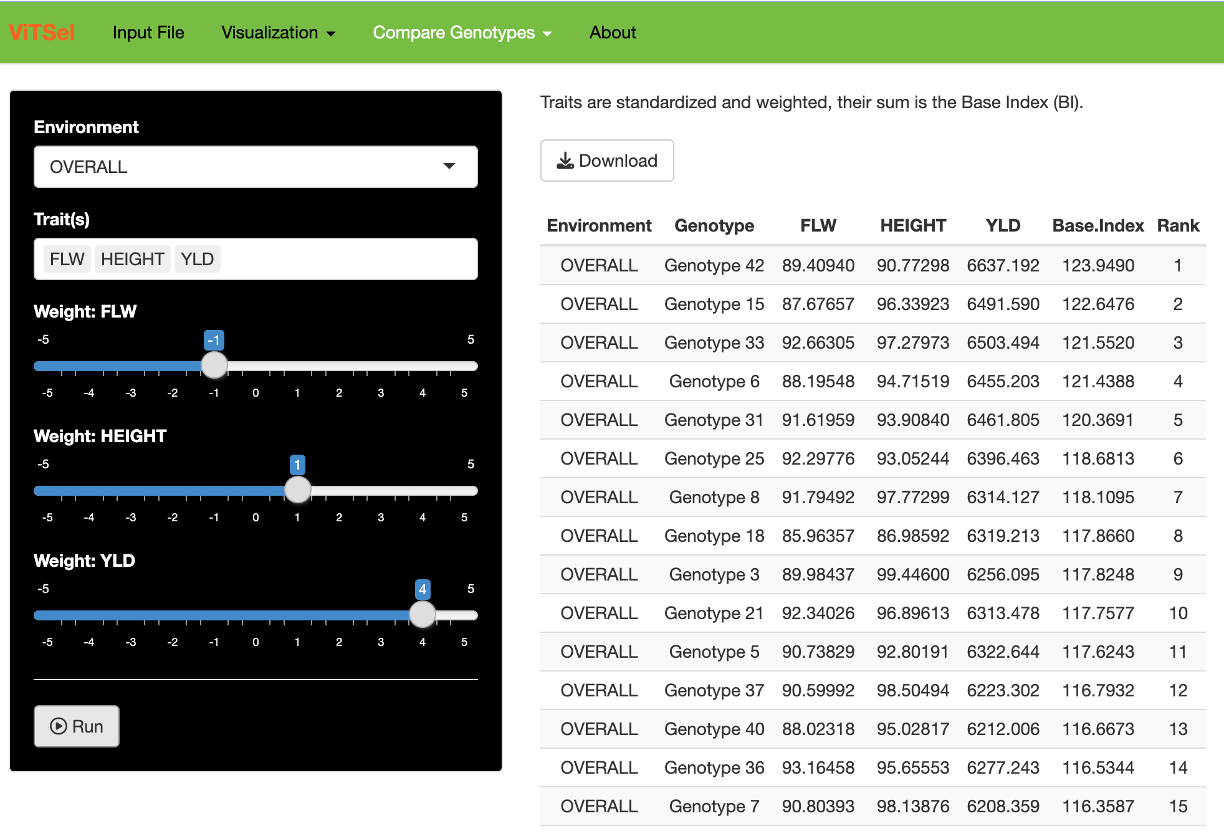 ViTSel Input File Visualization Compare Genotypes About
Environment
OVERALL
Trait(s)
FLW HEIGHT YLD
Weight: FLW
-5 -1 5
-5 -4 -3 -2 -1 0 1 2 3 4 5
Weight: HEIGHT
-5 1 5
-5 -4 -3 -2 -1 0 1 2 3 4 5
Weight: YLD
-5 4 5
-5 -4 -3 -2 -1 0 1 2 3 4 5
Run
Traits are standardized and weighted, their sum is the Base Index (BI).
Download
Environment Genotype FLW HEIGHT YLD Base.Index Rank
OVERALL Genotype 42 89.40940 90.77298 6637.192 123.9490 1
OVERALL Genotype 15 87.67657 96.33923 6491.590 122.6476 2
OVERALL Genotype 33 92.66305 97.27973 6503.494 121.5520 3
OVERALL Genotype 6 88.19548 94.71519 6455.203 121.4388 4
OVERALL Genotype 31 91.61959 93.90840 6461.805 120.3691 5
OVERALL Genotype 25 92.29776 93.05244 6396.463 118.6813 6
OVERALL Genotype 8 91.79492 97.77299 6314.127 118.1095 7
OVERALL Genotype 18 85.96357 86.98592 6319.213 117.8660 8
OVERALL Genotype 3 89.98437 99.44600 6256.095 117.8248 9
OVERALL Genotype 21 92.34026 96.89613 6313.478 117.7577 10
OVERALL Genotype 5 90.73829 92.80191 6322.644 117.6243 11
OVERALL Genotype 37 90.59992 98.50494 6223.302 116.7932 12
OVERALL Genotype 40 88.02318 95.02817 6212.006 116.6673 13
OVERALL Genotype 36 93.16458 95.65553 6277.243 116.5344 14
OVERALL Genotype 7 90.80393 98.13876 6208.359 116.3587 15